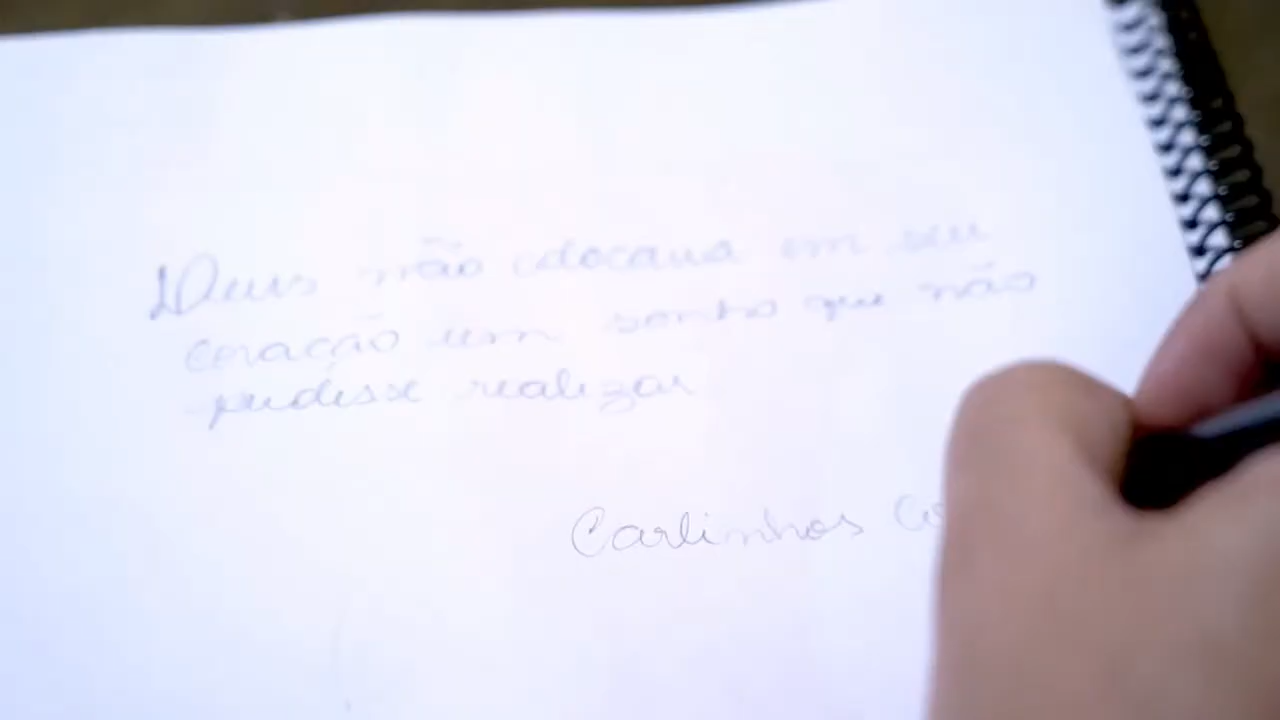 Deus não colocaria em seu
coração um sonho que não
pudesse realizar
Carlinhos